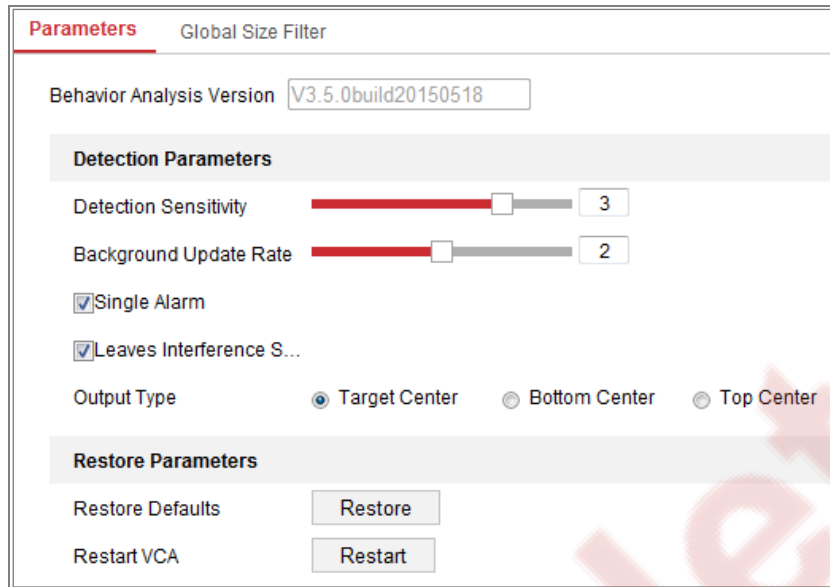 Parameters Global Size Filter
Behavior Analysis Version V3.5.0build20150518
Detection Parameters
Detection Sensitivity 3
Background Update Rate 2
Single Alarm
Leaves Interference S...
Output Type Target Center Bottom Center Top Center
Restore Parameters
Restore Defaults Restore
Restart VCA Restart